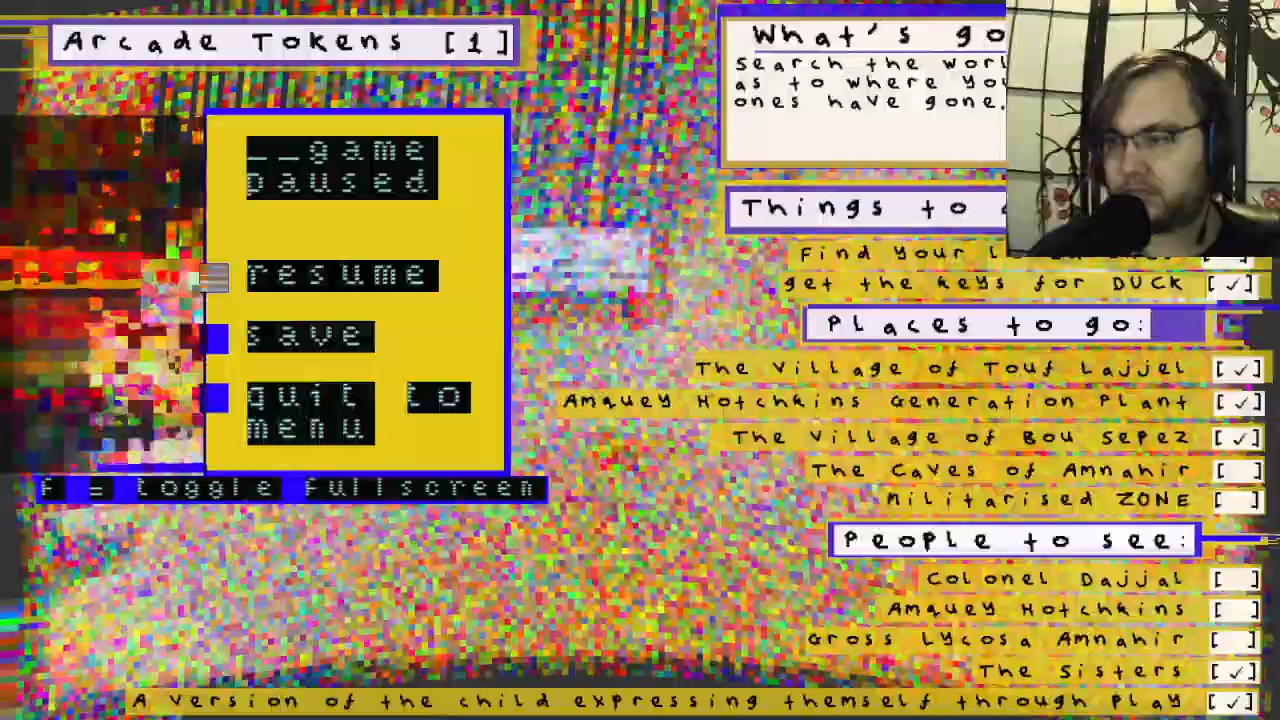 Arcade Tokens [1]
__game
paused
resume
save
quit to
menu
f = toggle fullscreen
What's go
search the worl
as to where you
ones have gone.
Things to
Find your
get the keys for DUCK [✓]
Places to go:
The Village of Touf Lajjel [✓]
Amquey Hotchkins Generation Plant [✓]
The Village of Bou Sepez [✓]
The Caves of Amnahir [ ]
Militarised ZONE [ ]
People to see:
Colonel Dajjal [ ]
Amquey Hotchkins [ ]
Gross Lycosa Amnahir [ ]
The Sisters [✓]
A version of the child expressing themself through play [✓]